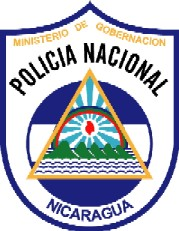 MINISTERIO DE GOBERNACION
POLICIA NACIONAL
NICARAGUA